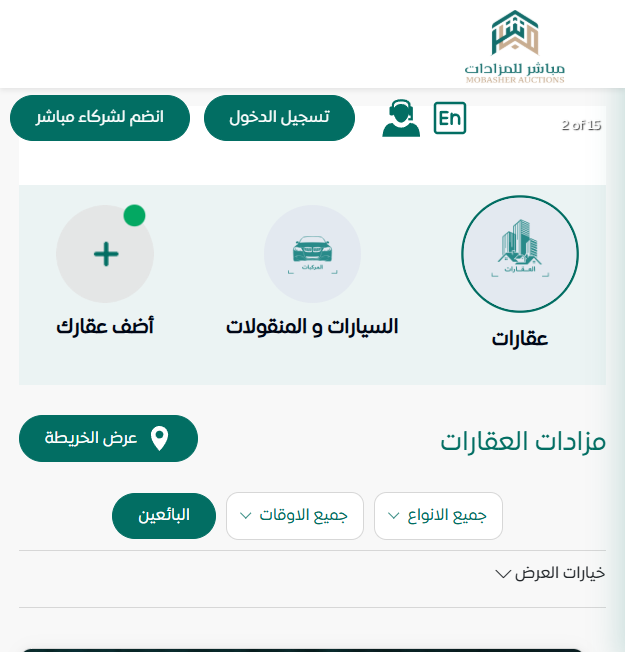 مباشر للمزادات
MOBASHER AUCTIONS
En
تسجيل الدخول
انضم لشركاء مباشر
2 of 15
العقارات
عقارات
المركبات
السيارات و المنقولات
أضف عقارك
مزادات العقارات
عرض الخريطة
جميع الانواع
جميع الاوقات
البائعين
خيارات العرض